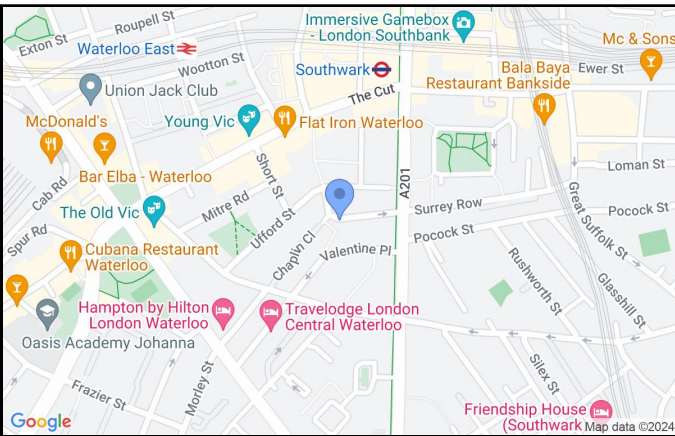 Roupell St
Exton St
Waterloo East
Wootton St
Immersive Gamebox
- London Southbank
Mc & Sons
Southwark
Ewer St
Bala Baya
Restaurant Bankside
Union Jack Club
The Cut
McDonald's
Young Vic
Flat Iron Waterloo
Bar Elba - Waterloo
Short St
A201
Loman St
Cab Rd
The Old Vic
Mitre Rd
Ufford St
Surrey Row
Great Suffolk St
Pocock St
Spur Rd
Cubana Restaurant
Waterloo
Chaplin Cl
Valentine Pl
Pocock St
Rushworth St
Glasshill St
Hampton by Hilton
London Waterloo
Travelodge London
Central Waterloo
Oasis Academy Johanna
Frazier St
Morley St
Silex St
Friendship House
(Southwark
Google
Map data ©2024